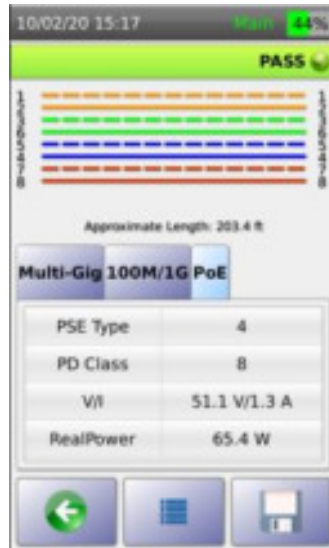 10/02/20 15:17 Main 44%
PASS
1 1
2 2
3 3
6 6
5 5
4 4
7 7
8 8
Approximate Length: 203.4 ft
Multi-Gig 100M/1G PoE
PSE Type 4
PD Class 8
V/I 51.1 V/1.3 A
RealPower 65.4 W